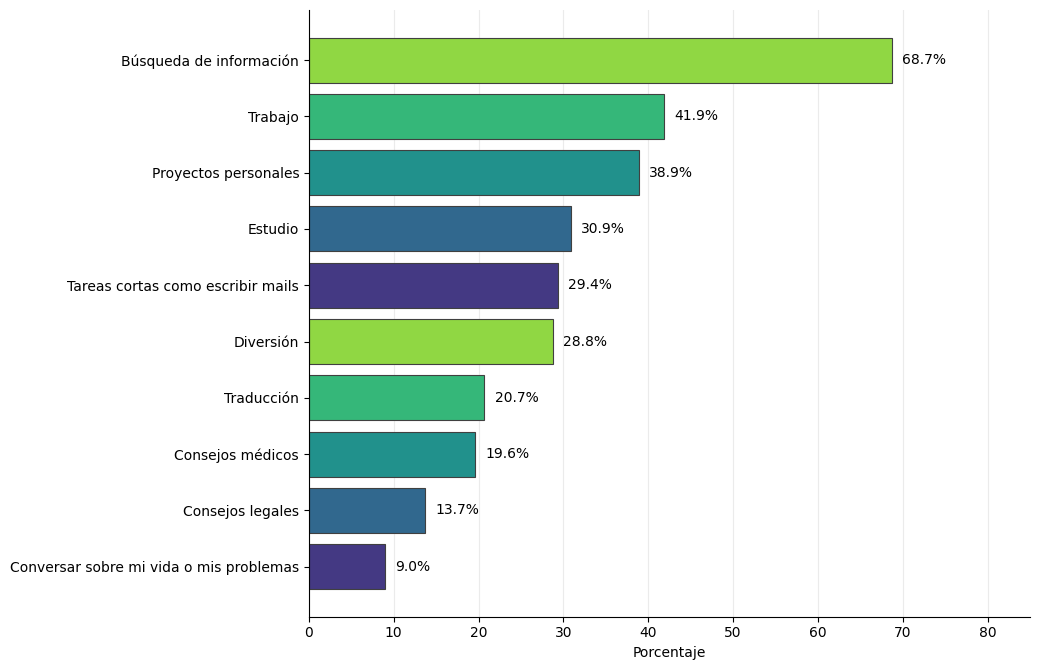 Búsqueda de información 68.7%
Trabajo 41.9%
Proyectos personales 38.9%
Estudio 30.9%
Tareas cortas como escribir mails 29.4%
Diversión 28.8%
Traducción 20.7%
Consejos médicos 19.6%
Consejos legales 13.7%
Conversar sobre mi vida o mis problemas 9.0%
0 10 20 30 40 50 60 70 80
Porcentaje